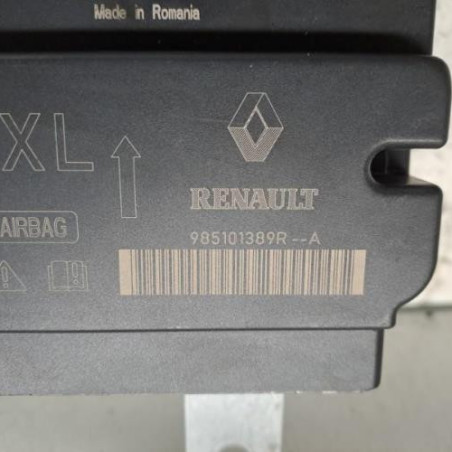 Made in Romania
XL
RENAULT
AIRBAG
985101389R--A